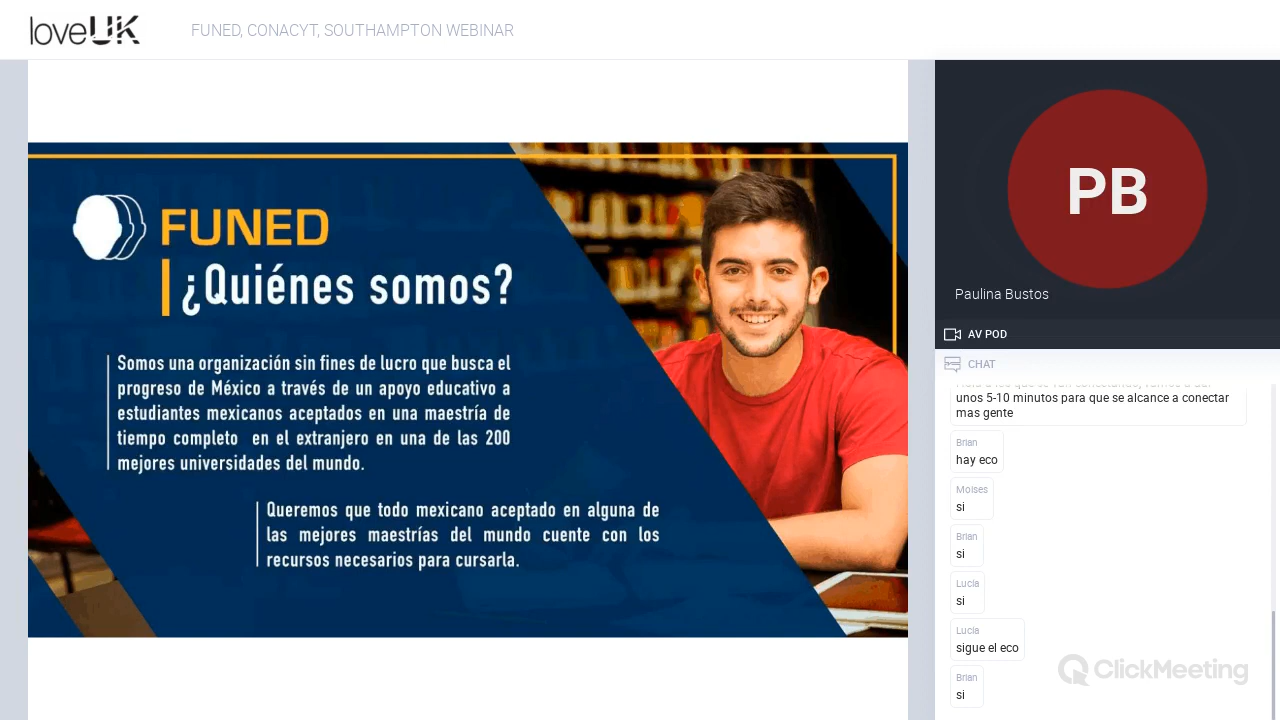 loveUK
FUNED, CONACYT, SOUTHAMPTON WEBINAR
FUNED
¿Quiénes somos?
Somos una organización sin fines de lucro que busca el
progreso de México a través de un apoyo educativo a
estudiantes mexicanos aceptados en una maestría de
tiempo completo en el extranjero en una de las 200
mejores universidades del mundo.
Queremos que todo mexicano aceptado en alguna de
las mejores maestrías del mundo cuente con los
recursos necesarios para cursarla.
PB
Paulina Bustos
AV POD
CHAT
unos 5-10 minutos para que se alcance a conectar
mas gente
Brian
hay eco
Moises
si
Brian
si
Lucia
si
Lucia
sigue el eco
Brian
si
ClickMeeting